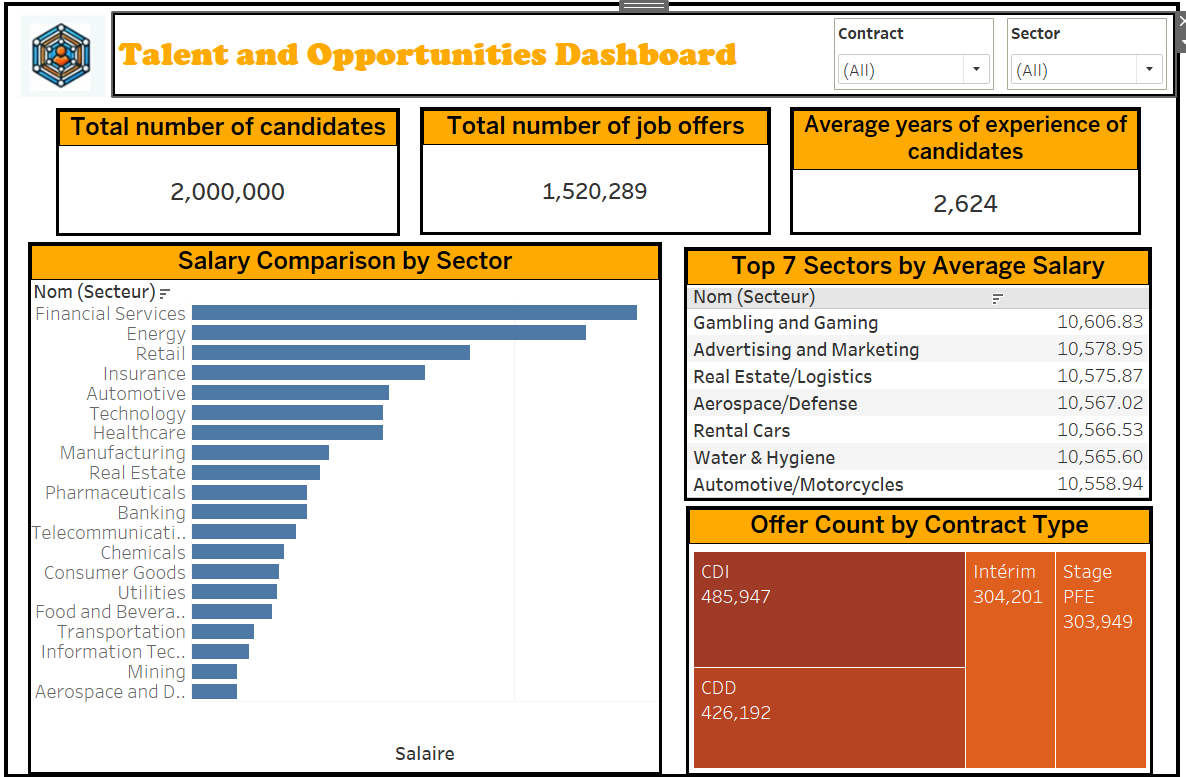 Talent and Opportunities Dashboard
Contract
(All)
Sector
(All)
Total number of candidates
2,000,000
Total number of job offers
1,520,289
Average years of experience of
candidates
2,624
Salary Comparison by Sector
Nom (Secteur)
Financial Services
Energy
Retail
Insurance
Automotive
Technology
Healthcare
Manufacturing
Real Estate
Pharmaceuticals
Banking
Telecommunicati..
Chemicals
Consumer Goods
Utilities
Food and Bevera..
Transportation
Information Tec..
Mining
Aerospace and D..
Salaire
Top 7 Sectors by Average Salary
Nom (Secteur)
Gambling and Gaming 10,606.83
Advertising and Marketing 10,578.95
Real Estate/Logistics 10,575.87
Aerospace/Defense 10,567.02
Rental Cars 10,566.53
Water & Hygiene 10,565.60
Automotive/Motorcycles 10,558.94
Offer Count by Contract Type
CDI
485,947
CDD
426,192
Intérim
304,201
Stage
PFE
303,949